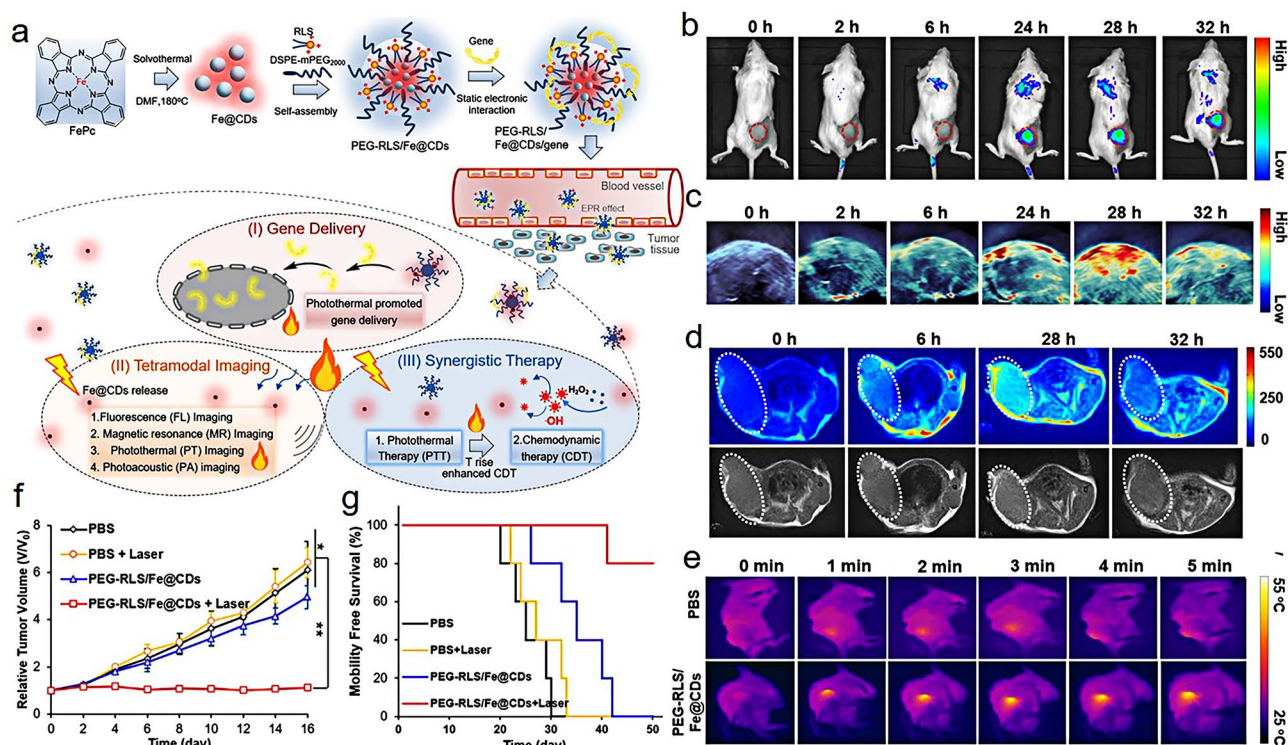 a
FePc
Fe
N
N
N
N
N
N
N
N
Solvothermal
DMF,180ºC
Fe@CDs
RLS
DSPE-mPEG2000
Self-assembly
PEG-RLS/Fe@CDs
Gene
Static electronic
interaction
PEG-RLS/
Fe@CDs/gene
Blood vessel
EPR effect
Tumor
tissue
(I) Gene Delivery
Photothermal promoted
gene delivery
(II) Tetramodal Imaging
Fe@CDs release
1.Fluorescence (FL) Imaging
2. Magnetic resonance (MR) Imaging
3. Photothermal (PT) Imaging
4. Photoacoustic (PA) imaging
(III) Synergistic Therapy
H2O2
·OH
1. Photothermal
Therapy (PTT)
T rise
enhanced CDT
2.Chemodynamic
therapy (CDT)
b
0 h 2 h 6 h 24 h 28 h 32 h
High
Low
c
0 h 2 h 6 h 24 h 28 h 32 h
High
Low
d
0 h 6 h 28 h 32 h
550
250
0
e
0 min 1 min 2 min 3 min 4 min 5 min
PBS
PEG-RLS/
Fe@CDs
55 ºC
25 ºC
f
Relative Tumor Volume (V/V0)
8
6
4
2
0
PBS
PBS + Laser
PEG-RLS/Fe@CDs
PEG-RLS/Fe@CDs + Laser
*
**
0 2 4 6 8 10 12 14 16
Time (day)
g
Mobility Free Survival (%)
100
80
60
40
20
0
PBS
PBS+Laser
PEG-RLS/Fe@CDs
PEG-RLS/Fe@CDs+Laser
0 10 20 30 40 50
Time (day)